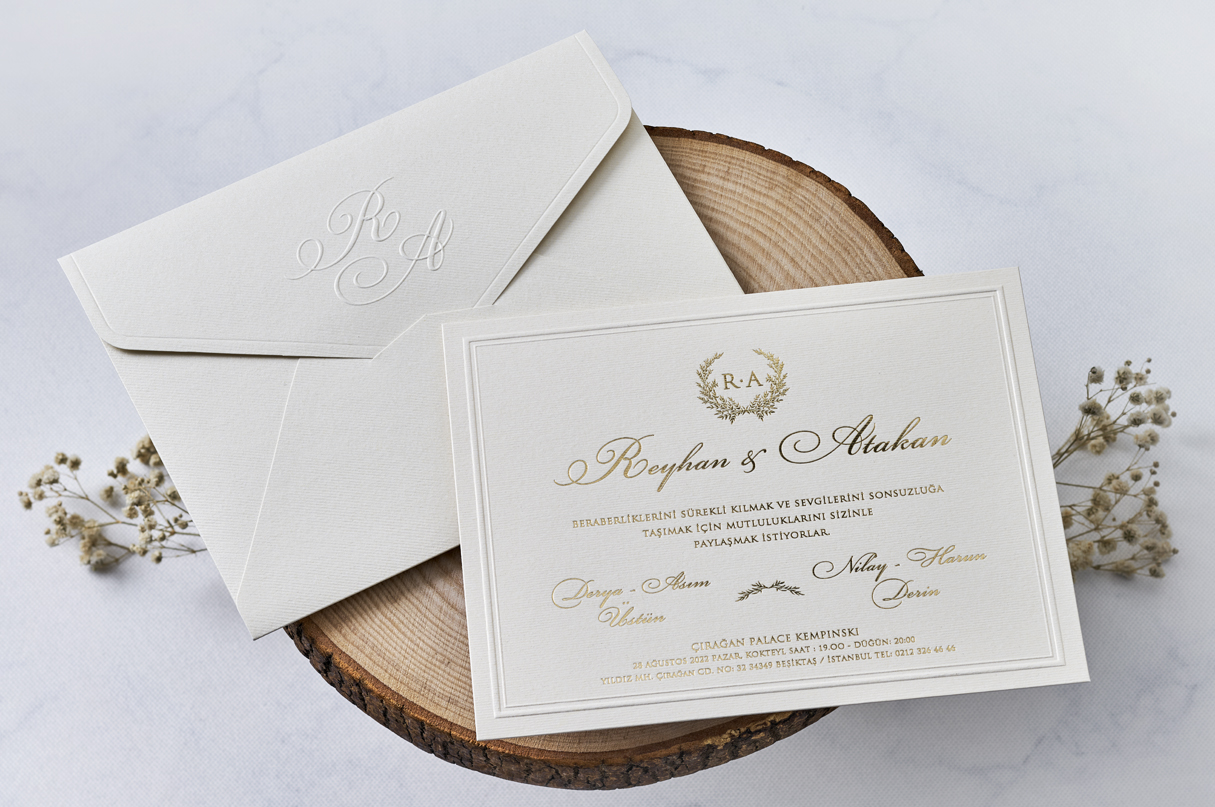 R A
R·A
Reyhan & Atakan
BERABERLİKLERİNİ SÜREKLİ KILMAK VE SEVGİLERİNİ SONSUZLUĞA
TAŞIMAK İÇİN MUTLULUKLARINI SİZİNLE
PAYLAŞMAK İSTİYORLAR.
Derya - Asım
Üstün
Nilay - Harun
Derin
ÇIRAĞAN PALACE KEMPINSKI
28 AĞUSTOS 2022 PAZAR, KOKTEYL SAAT : 19.00 - DÜĞÜN: 20:00
YILDIZ MH. ÇIRAĞAN CD. NO: 32 34349 BEŞİKTAŞ / İSTANBUL TEL: 0212 326 46 46